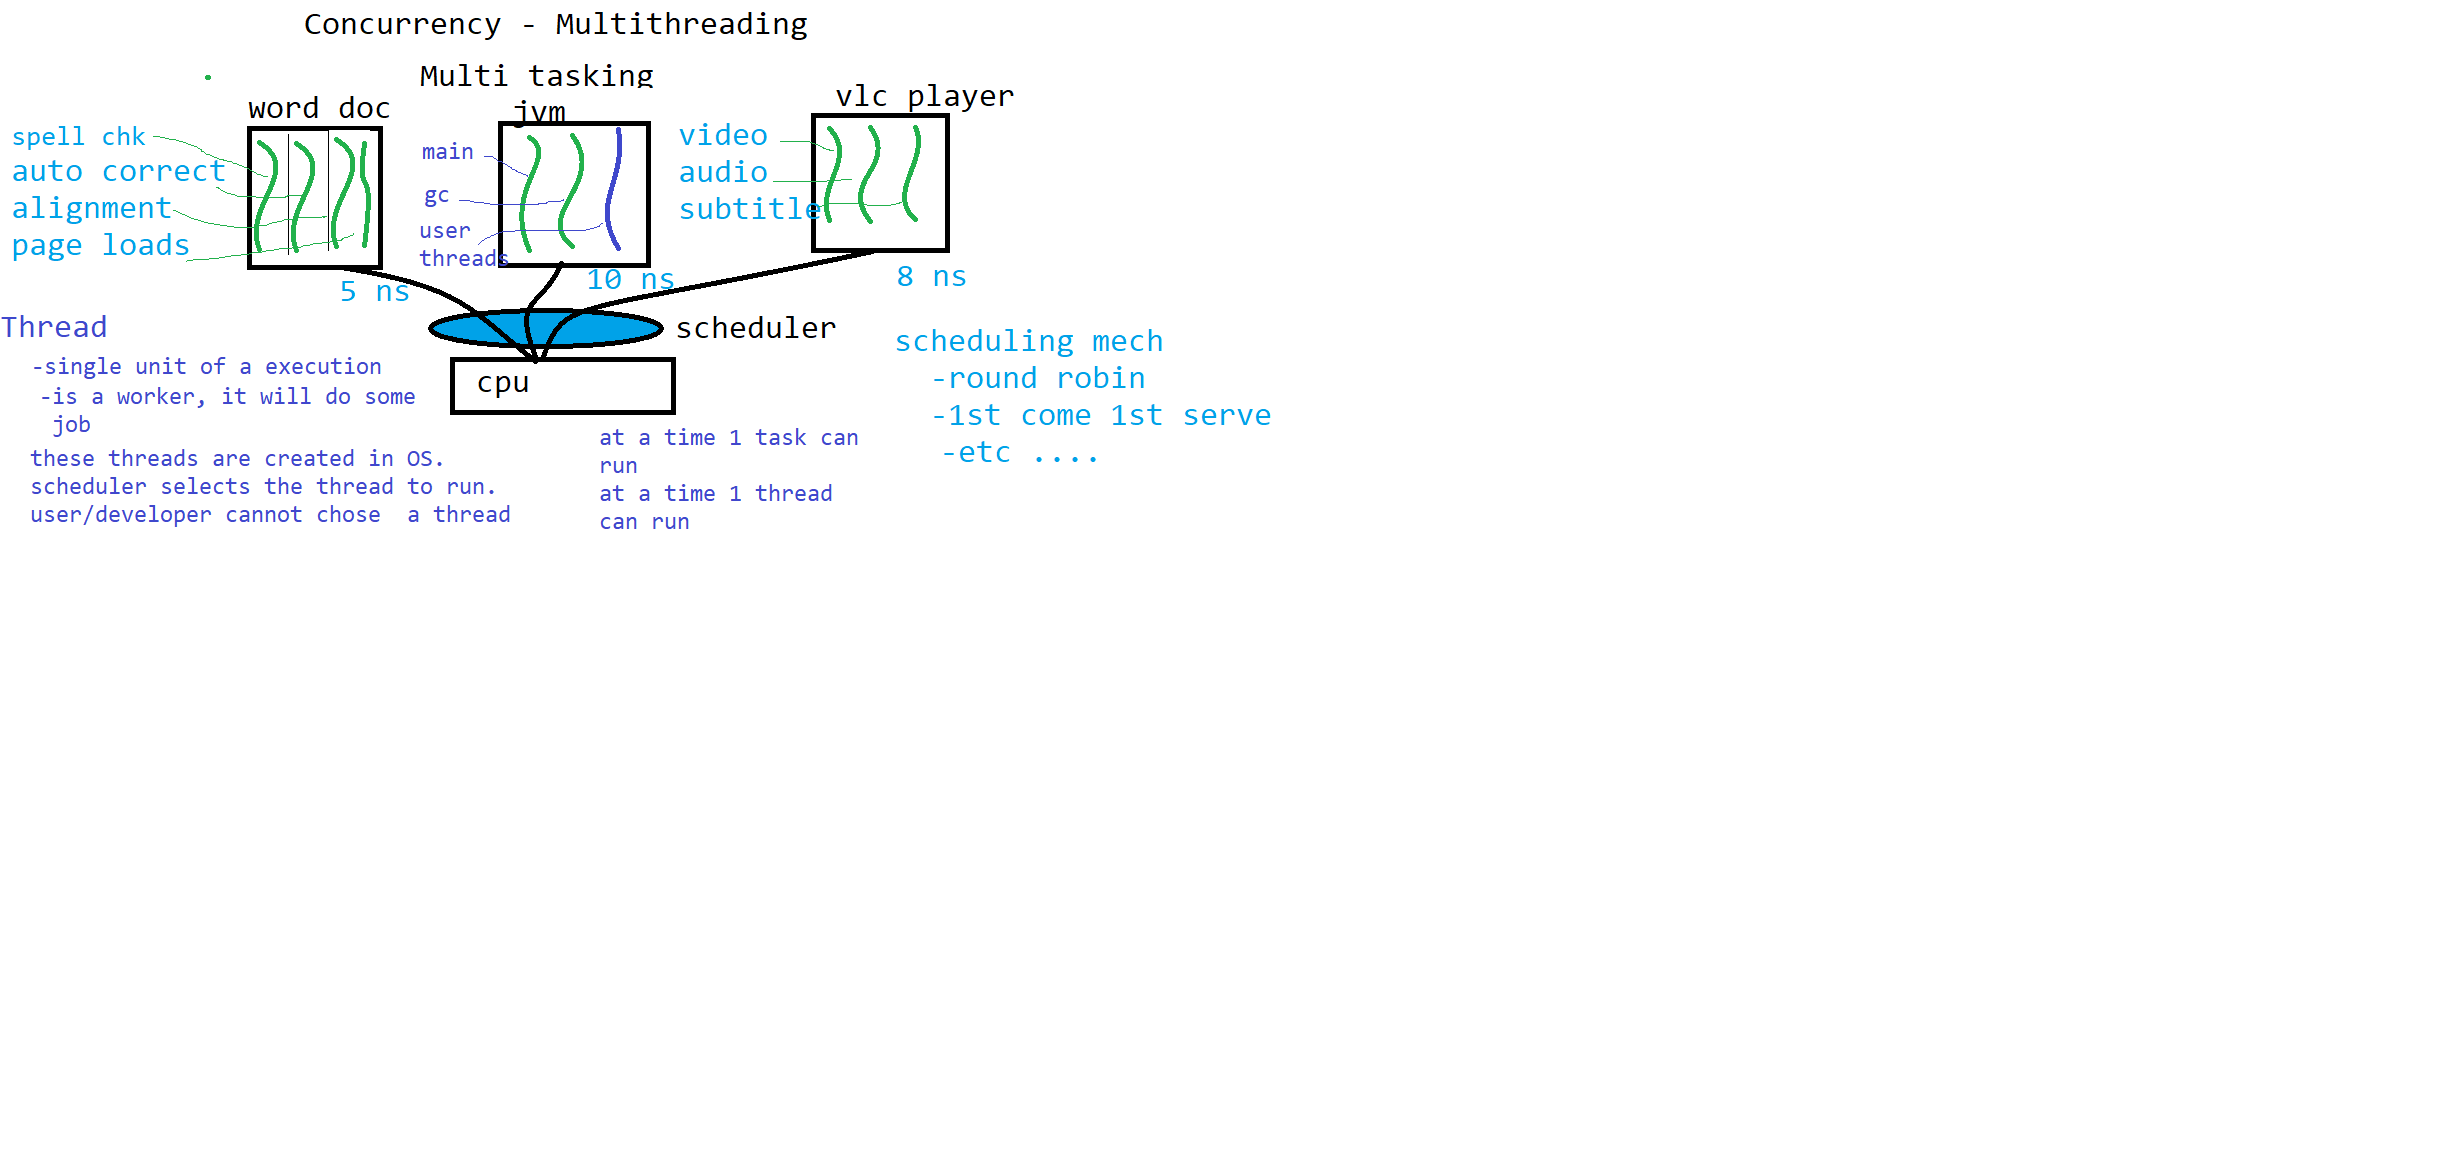 Concurrency - Multithreading
Multi tasking
word doc
jvm
vlc player
spell chk
auto correct
alignment
page loads
main
gc
user
threads
video
audio
subtitle
5 ns
10 ns
8 ns
scheduler
cpu
Thread
-single unit of a execution
-is a worker, it will do some
job
these threads are created in OS.
scheduler selects the thread to run.
user/developer cannot chose  a thread
at a time 1 task can
run
at a time 1 thread
can run
scheduling mech
-round robin
-1st come 1st serve
-etc ....